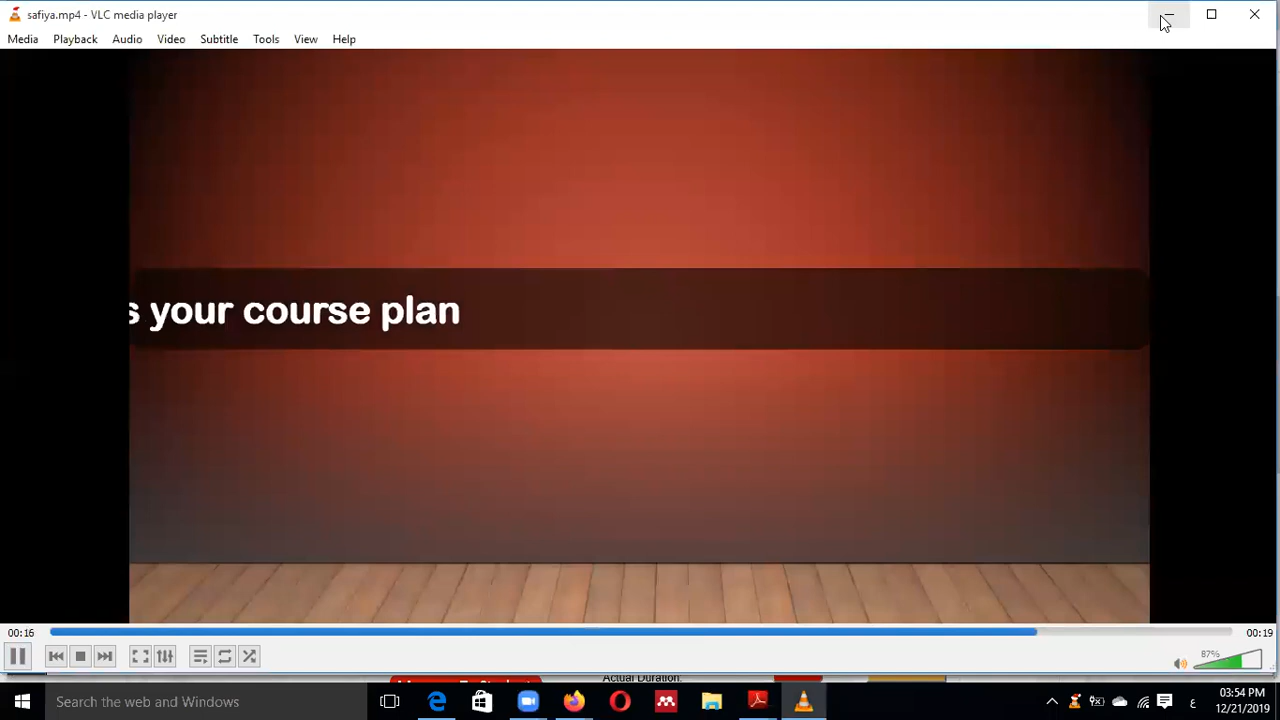 safiya.mp4 - VLC media player
Media Playback Audio Video Subtitle Tools View Help
s your course plan
00:16 00:19
87%
Actual Duration:
Search the web and Windows
ع
03:54 PM
12/21/2019